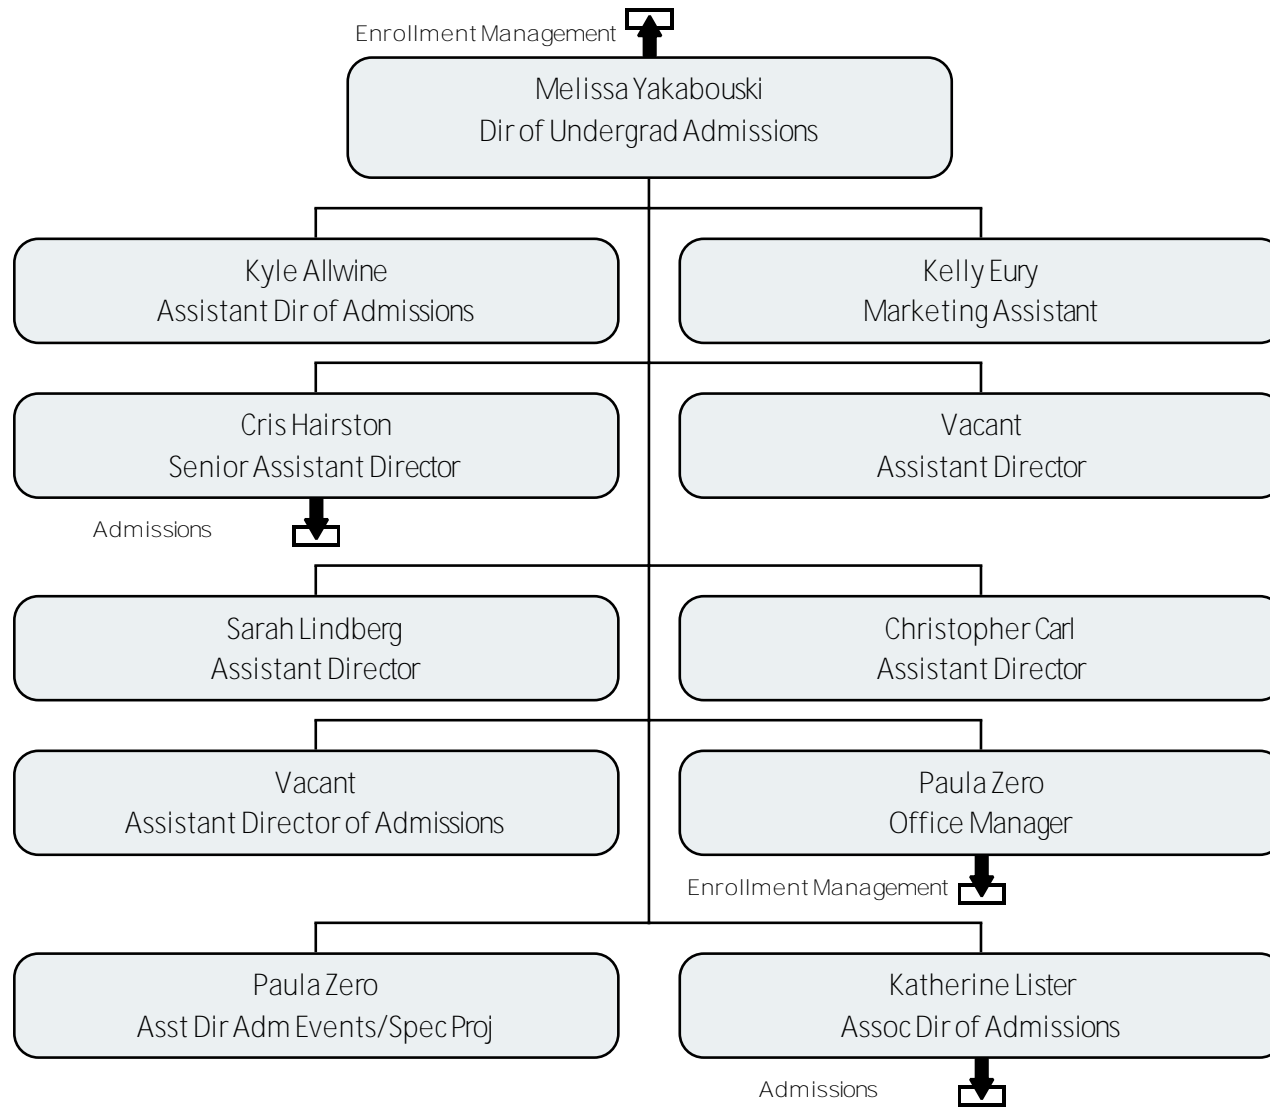 Enrollment Management
Melissa Yakabouski
Dir of Undergrad Admissions
Kyle Allwine
Assistant Dir of Admissions
Kelly Eury
Marketing Assistant
Cris Hairston
Senior Assistant Director
Vacant
Assistant Director
Admissions
Sarah Lindberg
Assistant Director
Christopher Carl
Assistant Director
Vacant
Assistant Director of Admissions
Paula Zero
Office Manager
Enrollment Management
Paula Zero
Asst Dir Adm Events/Spec Proj
Katherine Lister
Assoc Dir of Admissions
Admissions